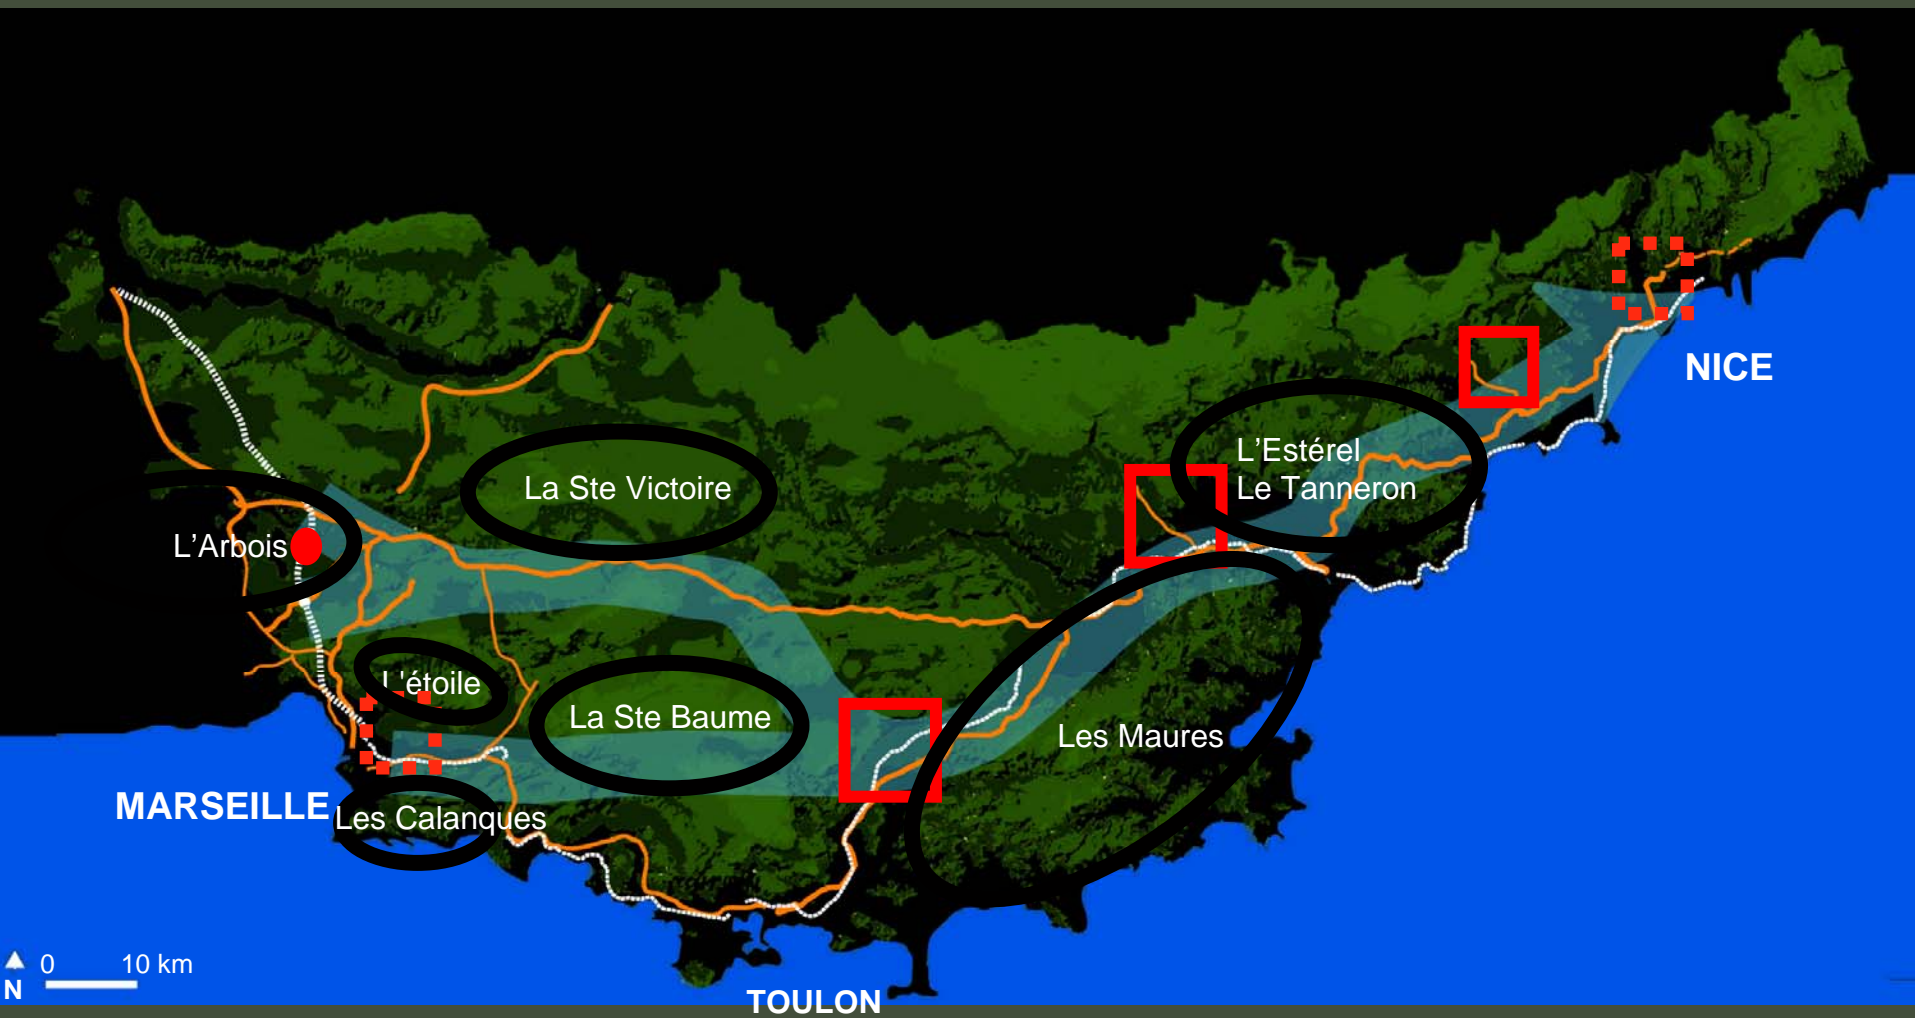 NICE
L'Estérel
Le Tanneron
La Ste Victoire
L'Arbois
L'étoile
La Ste Baume
Les Maures
MARSEILLE
Les Calanques
0 10 km
N
TOULON